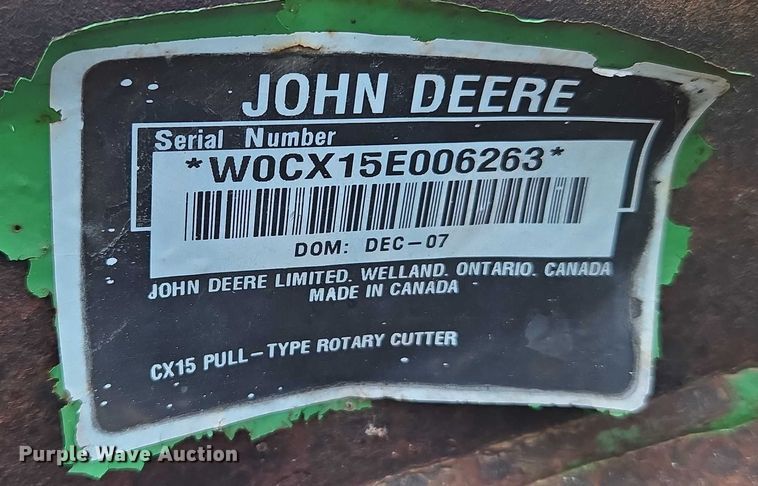 JOHN DEERE
Serial Number
*W0CX15E006263*
DOM: DEC-07
JOHN DEERE LIMITED. WELLAND. ONTARIO. CANADA
MADE IN CANADA
CX15 PULL-TYPE ROTARY CUTTER
Purple Wave Auction